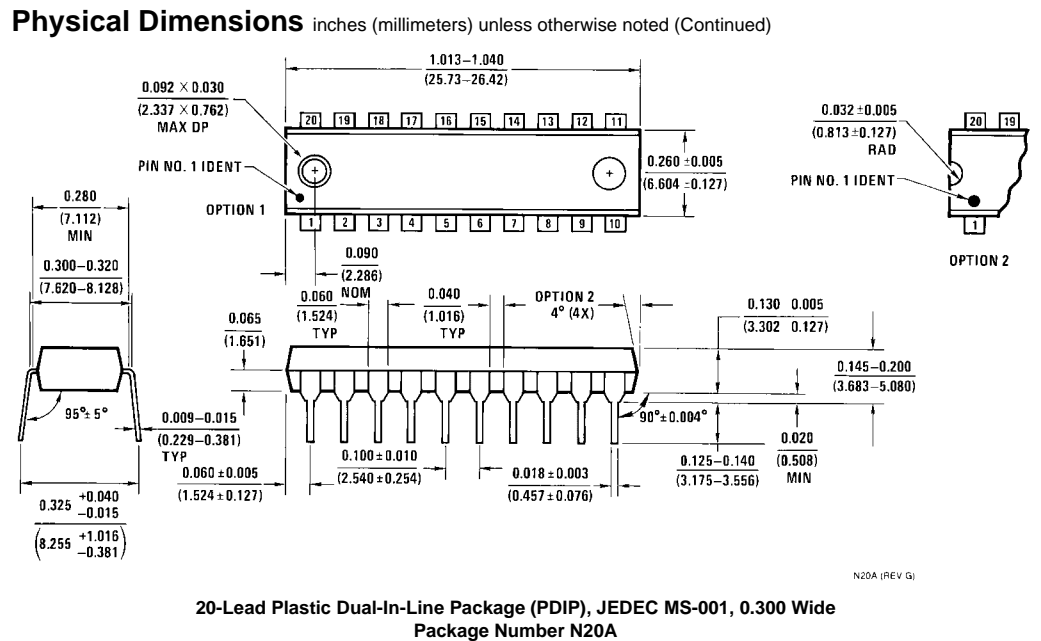 Physical Dimensions inches (millimeters) unless otherwise noted (Continued)
1.013–1.040
(25.73–26.42)
0.092 × 0.030
(2.337 × 0.762)
MAX DP
20 19 18 17 16 15 14 13 12 11
0.032 ±0.005
(0.813 ±0.127)
RAD
20 19
PIN NO. 1 IDENT
0.260 ±0.005
(6.604 ±0.127)
PIN NO. 1 IDENT
OPTION 1
1 2 3 4 5 6 7 8 9 10
1
OPTION 2
0.280
(7.112)
MIN
0.090
(2.286)
NOM
0.300–0.320
(7.620–8.128)
0.060
(1.524)
TYP
0.040
(1.016)
TYP
OPTION 2
4° (4X)
0.130 0.005
(3.302 0.127)
0.065
(1.651)
0.145–0.200
(3.683–5.080)
95° ± 5°
90° ± 0.004°
0.009–0.015
(0.229–0.381)
TYP
0.020
(0.508)
MIN
0.100 ± 0.010
(2.540 ± 0.254)
0.125–0.140
(3.175–3.556)
0.060 ± 0.005
(1.524 ± 0.127)
0.018 ± 0.003
(0.457 ± 0.076)
0.325 +0.040
–0.015
(8.255 +1.016
–0.381)
N20A (REV G)
20-Lead Plastic Dual-In-Line Package (PDIP), JEDEC MS-001, 0.300 Wide
Package Number N20A